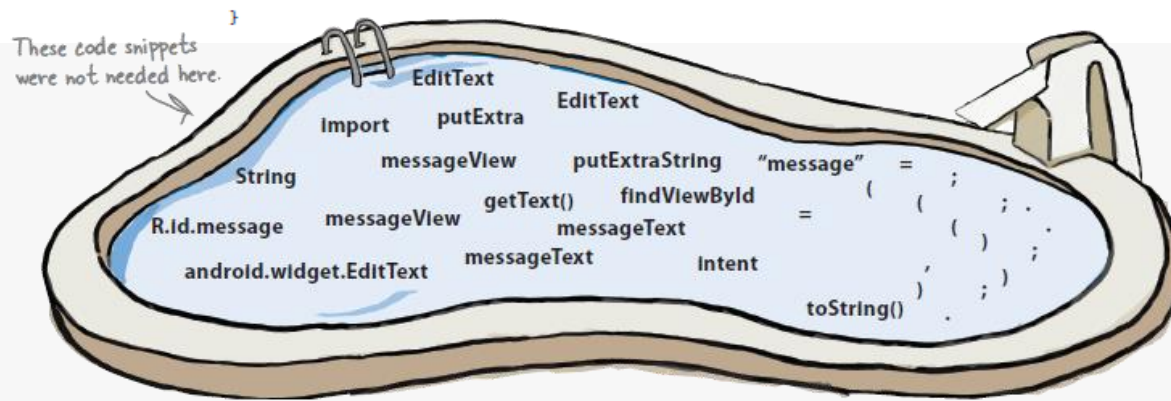 }
These code snippets
were not needed here.
EditText
EditText
import
putExtra
messageView
putExtraString
"message"
=
;
String
(
getText()
findViewById
(
; .
R.id.message
messageView
=
messageText
(
.
)
;
android.widget.EditText
messageText
intent
,
)
)
;
toString()
.